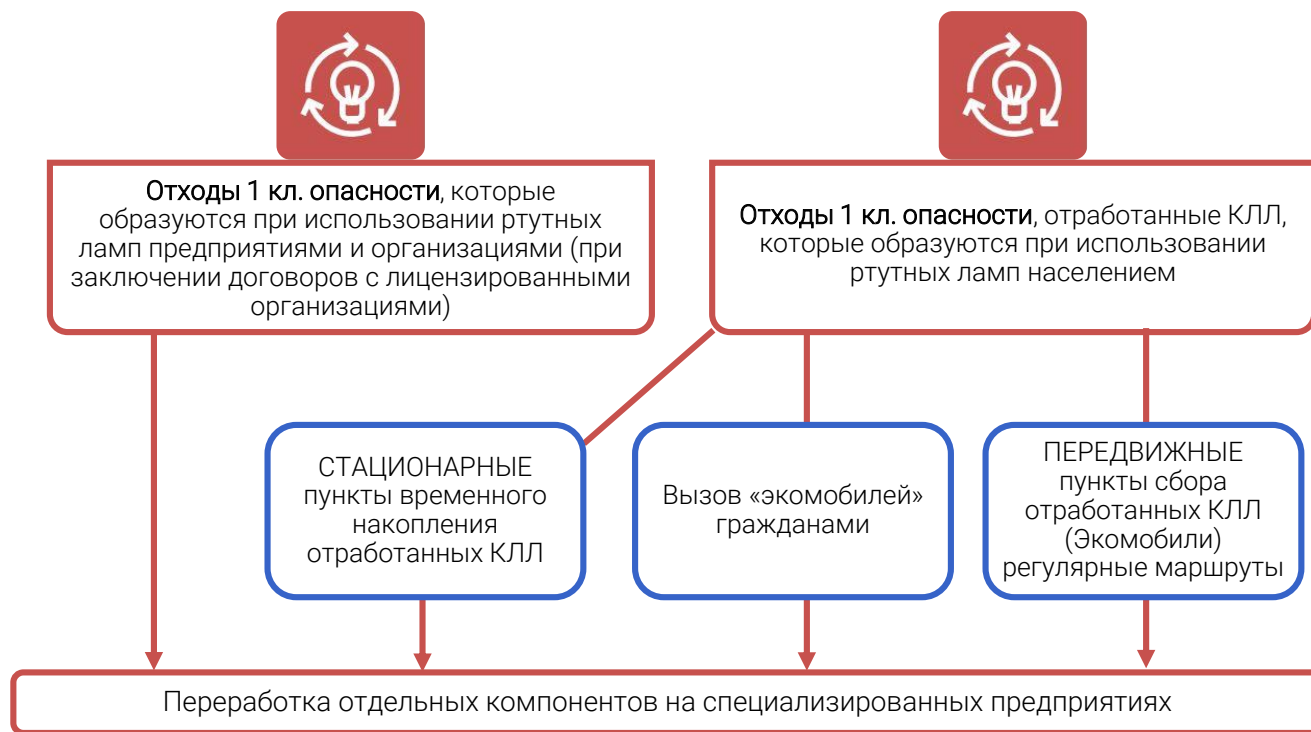 Отходы 1 кл. опасности, которые
образуются при использовании ртутных
ламп предприятиями и организациями (при
заключении договоров с лицензированными
организациями)
Отходы 1 кл. опасности, отработанные КЛЛ,
которые образуются при использовании
ртутных ламп населением
СТАЦИОНАРНЫЕ
пункты временного
накопления
отработанных КЛЛ
Вызов «экомобилей»
гражданами
ПЕРЕДВИЖНЫЕ
пункты сбора
отработанных КЛЛ
(Экомобили)
регулярные маршруты
Переработка отдельных компонентов на специализированных предприятиях